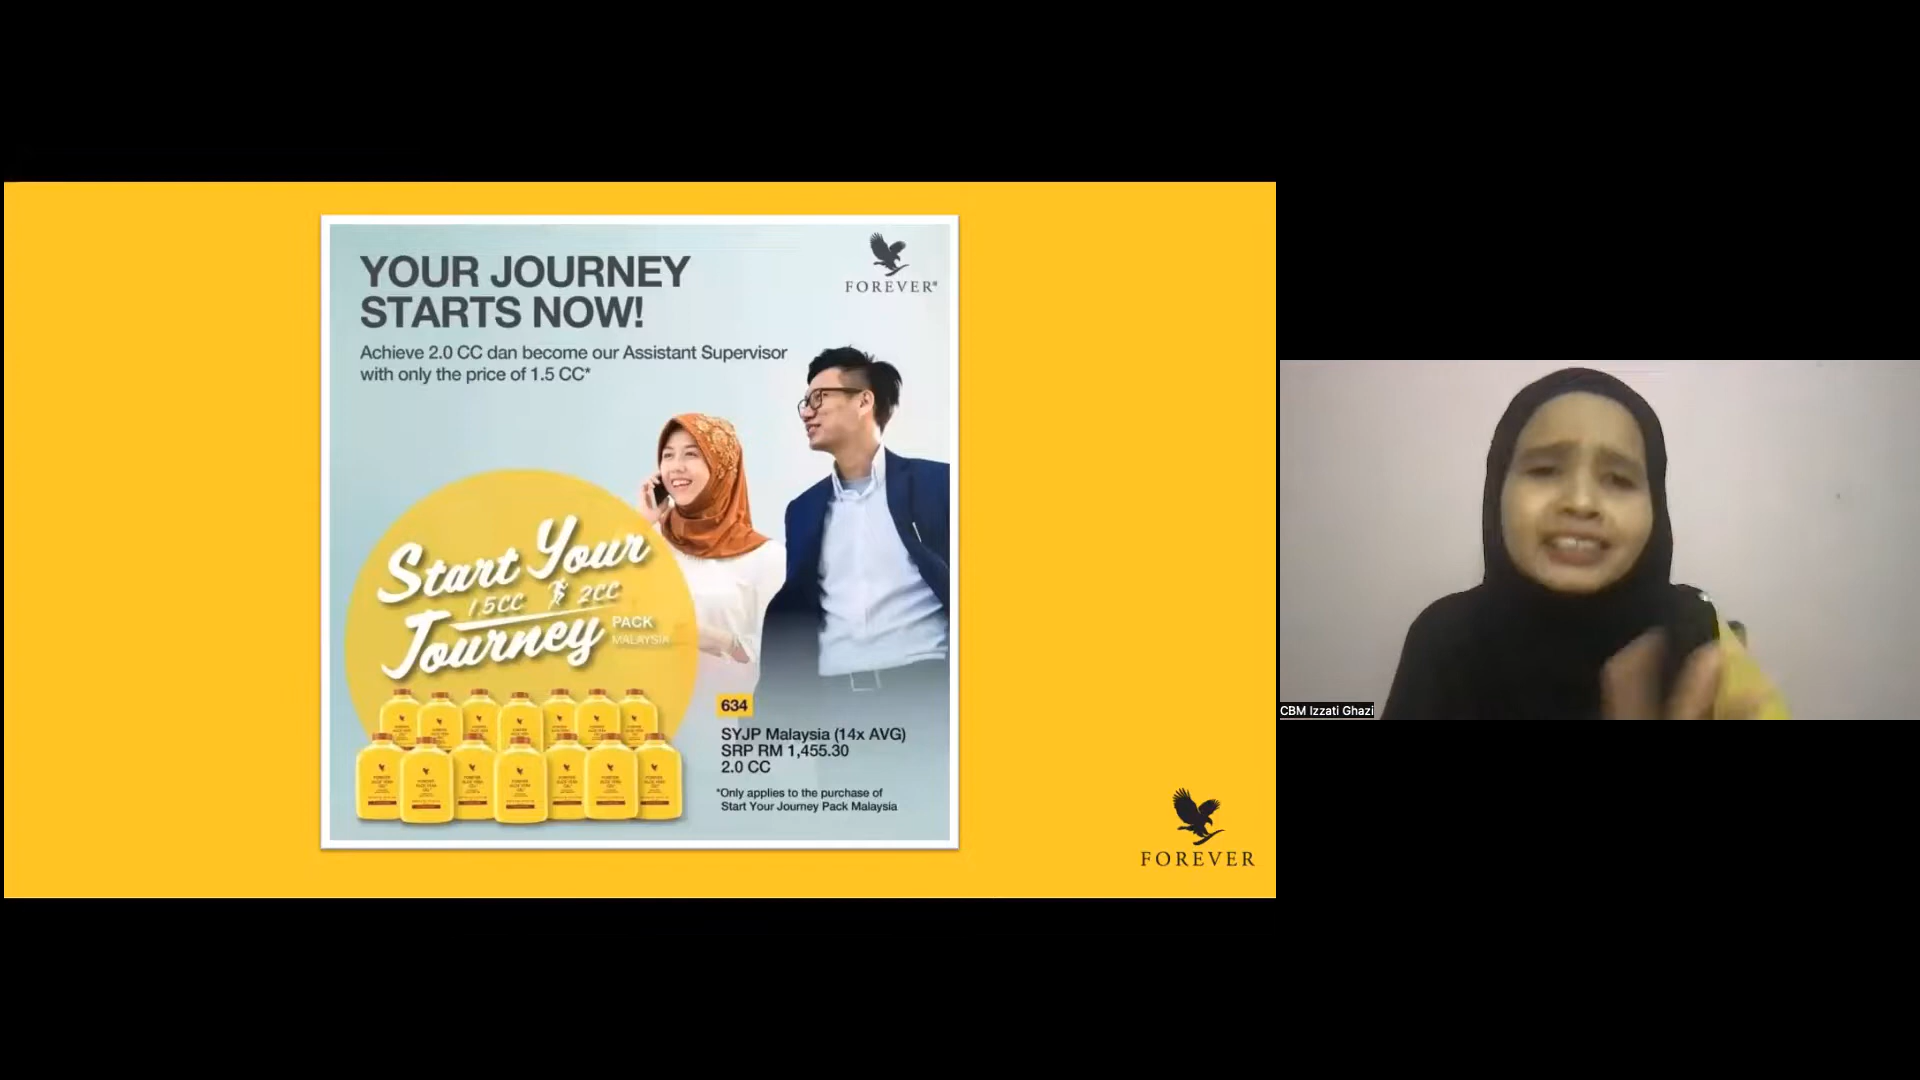 YOUR JOURNEY
STARTS NOW!
FOREVER®
Achieve 2.0 CC dan become our Assistant Supervisor
with only the price of 1.5 CC*
Start Your
1.5CC 2CC
Journey PACK
MALAYSIA
634
SYJP Malaysia (14x AVG)
SRP RM 1,455.30
2.0 CC
*Only applies to the purchase of
Start Your Journey Pack Malaysia
FOREVER
CBM Izzati Ghazi